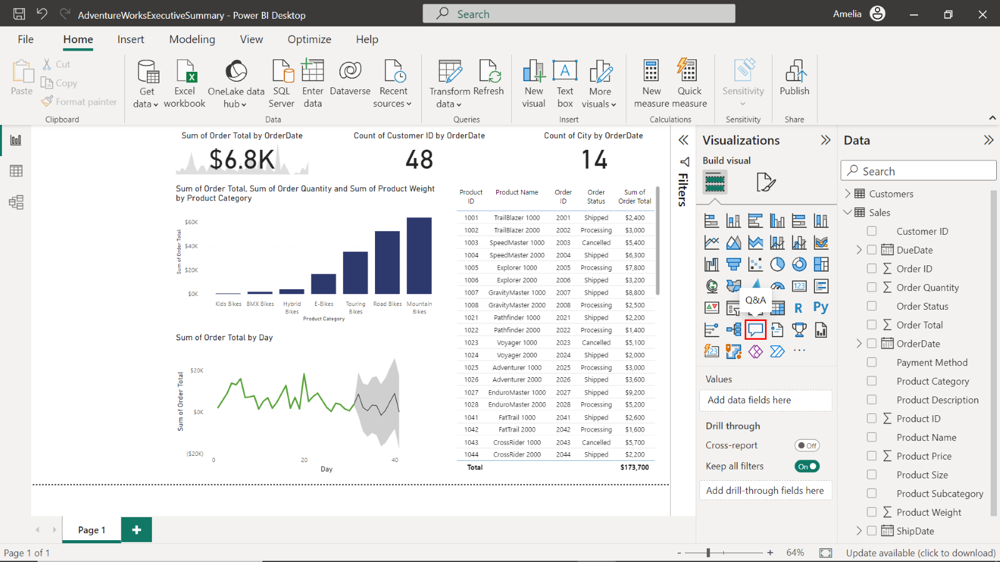 AdventureWorksExecutiveSummary - Power BI Desktop
Search
Amelia
File Home Insert Modeling View Optimize Help
Paste
Cut
Copy
Format painter
Clipboard
Get data
Excel workbook
OneLake data hub
SQL Server
Enter data
Dataverse
Recent sources
Data
Transform data
Refresh
Queries
New visual
A
Text box
More visuals
Insert
New measure
Quick measure
Calculations
Sensitivity
Sensitivity
Publish
Share
Sum of Order Total by OrderDate
$6.8K
Count of Customer ID by OrderDate
48
Count of City by OrderDate
14
Sum of Order Total, Sum of Order Quantity and Sum of Product Weight
by Product Category
Sum of Order Total
$60K
$40K
$20K
$0K
Kids Bikes BMX Bikes Hybrid Bikes E-Bikes Touring Bikes Road Bikes Mountain Bikes
Product Category
Sum of Order Total by Day
Sum of Order Total
$20K
$0K
($20K)
0 20 40
Day
Product ID Product Name Order ID Order Status Sum of Order Total
1001 TrailBlazer 1000 2001 Shipped $2,400
1002 TrailBlazer 2000 2002 Processing $3,000
1003 SpeedMaster 1000 2003 Cancelled $5,400
1004 SpeedMaster 2000 2004 Shipped $6,300
1005 Explorer 1000 2005 Processing $7,800
1006 Explorer 2000 2006 Shipped $3,200
1007 GravityMaster 1000 2007 Shipped $8,800
1008 GravityMaster 2000 2008 Processing $2,500
1021 Pathfinder 1000 2021 Shipped $2,200
1022 Pathfinder 2000 2022 Processing $1,400
1023 Voyager 1000 2023 Cancelled $5,100
1024 Voyager 2000 2024 Shipped $2,000
1025 Adventurer 1000 2025 Processing $3,000
1026 Adventurer 2000 2026 Shipped $3,600
1027 EnduroMaster 1000 2027 Shipped $9,200
1028 EnduroMaster 2000 2028 Processing $5,200
1041 FatTrail 1000 2041 Shipped $2,600
1042 FatTrail 2000 2042 Processing $1,600
1043 CrossRider 1000 2043 Cancelled $5,700
1044 CrossRider 2000 2044 Shipped $2,200
Total $173,700
Filters
Visualizations
Build visual
123
Q&A
R Py
123
...
Values
Add data fields here
Drill through
Cross-report Off
Keep all filters On
Add drill-through fields here
Data
Search
Customers
Sales
Customer ID
DueDate
Order ID
Order Quantity
Order Status
Order Total
OrderDate
Payment Method
Product Category
Product Description
Product ID
Product Name
Product Price
Product Size
Product Subcategory
Product Weight
ShipDate
Page 1
+
Page 1 of 1
- + 64%
Update available (click to download)